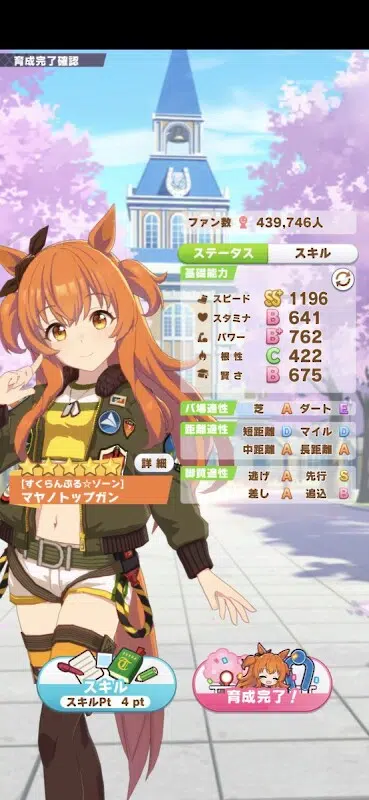 育成完了確認
ファン数 439,746人
ステータス スキル
基礎能力
スピード SS+ 1196
スタミナ B 641
パワー B+ 762
根性 C 422
賢さ B 675
バ場適性 芝 A ダート E
距離適性 短距離 D マイル D
中距離 A 長距離 A
脚質適性 逃げ A 先行 S
差し A 追込 B
詳細
[すくらんぶる☆ゾーン]
マヤノトップガン
スキル
スキルPt 4 pt
育成完了!